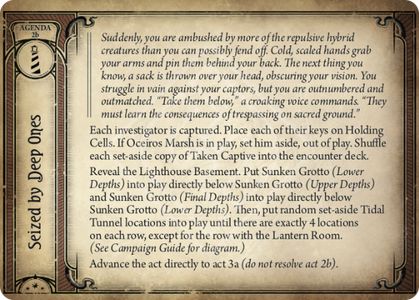 AGENDA
2b
Seized by Deep Ones
Suddenly, you are ambushed by more of the repulsive hybrid
creatures than you can possibly fend off. Cold, scaled hands grab
your arms and pin them behind your back. The next thing you
know, a sack is thrown over your head, obscuring your vision. You
struggle in vain against your captors, but you are outnumbered and
outmatched. “Take them below,” a croaking voice commands. “They
must learn the consequences of trespassing on sacred ground.”
Each investigator is captured. Place each of their keys on Holding
Cells. If Oceiros Marsh is in play, set him aside, out of play. Shuffle
each set-aside copy of Taken Captive into the encounter deck.
Reveal the Lighthouse Basement. Put Sunken Grotto (Lower
Depths) into play directly below Sunken Grotto (Upper Depths)
and Sunken Grotto (Final Depths) into play directly below
Sunken Grotto (Lower Depths). Then, put random set-aside Tidal
Tunnel locations into play until there are exactly 4 locations
on each row, except for the row with the Lantern Room.
(See Campaign Guide for diagram.)
Advance the act directly to act 3a (do not resolve act 2b).